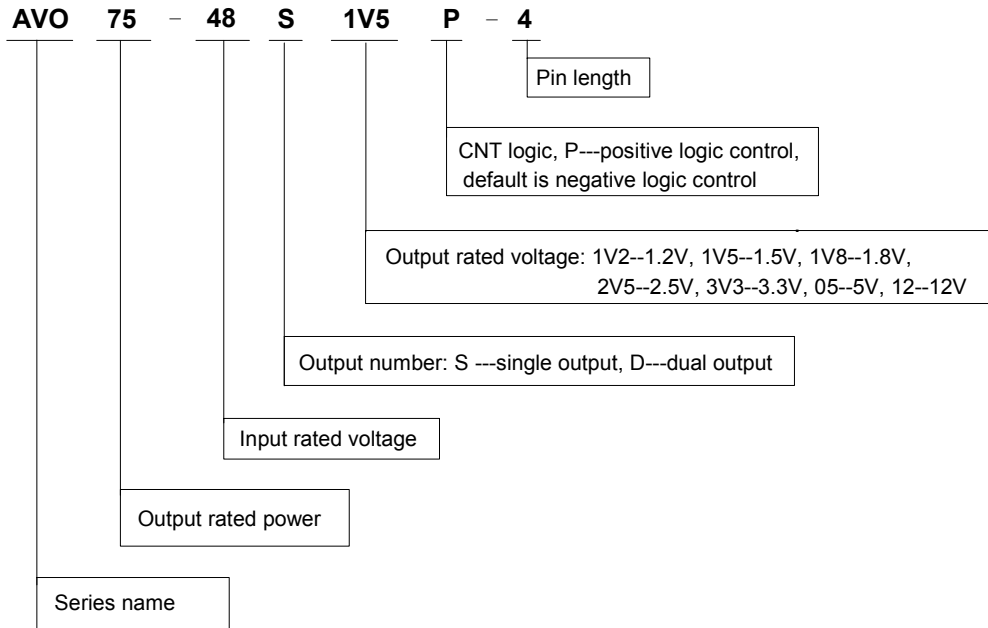 AVO 75 – 48 S 1V5 P – 4
Pin length
CNT logic, P---positive logic control,
default is negative logic control
Output rated voltage: 1V2--1.2V, 1V5--1.5V, 1V8--1.8V,
2V5--2.5V, 3V3--3.3V, 05--5V, 12--12V
Output number: S ---single output, D---dual output
Input rated voltage
Output rated power
Series name